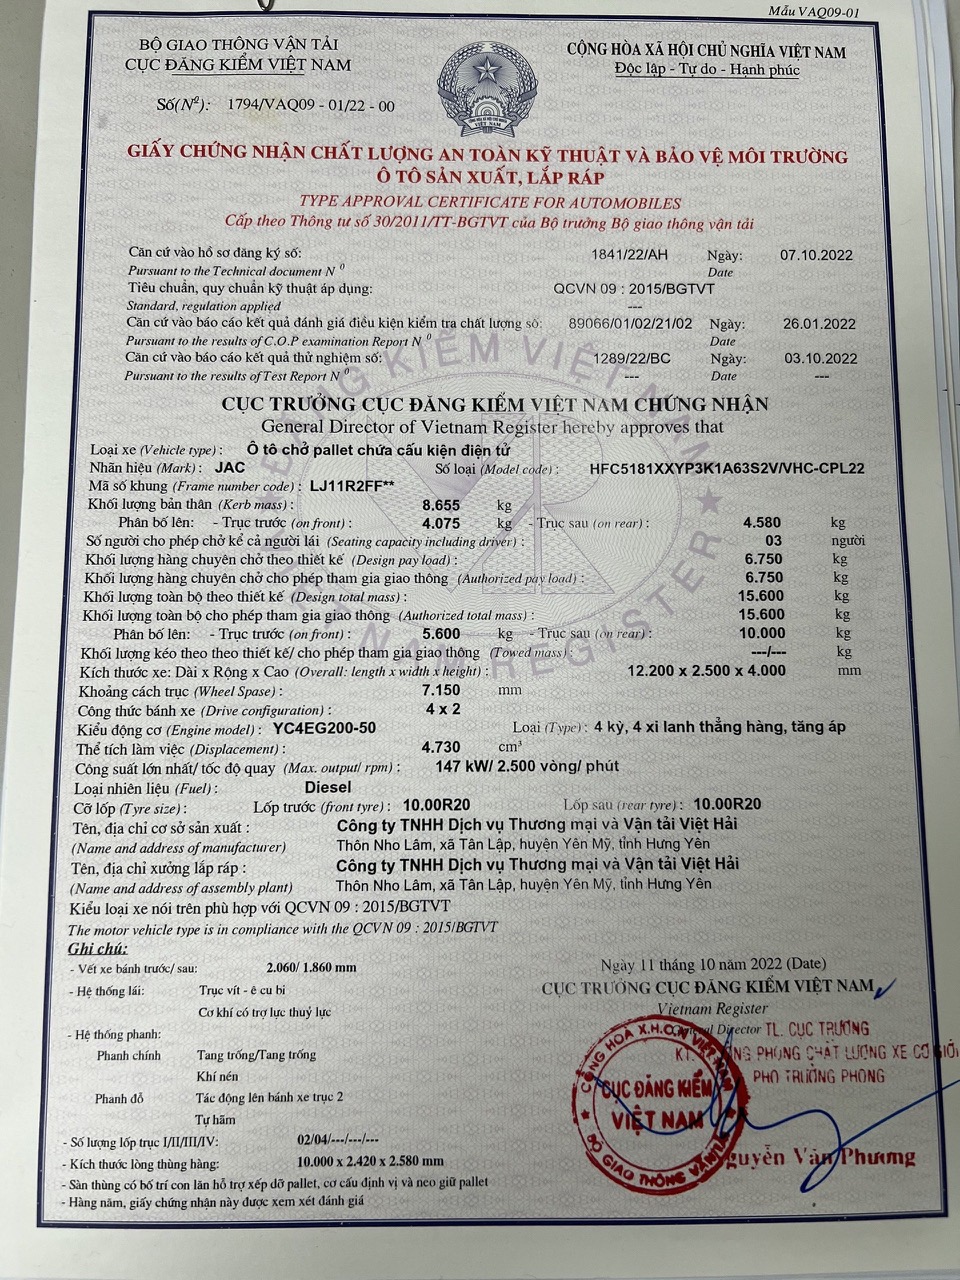 Mẫu VAQ09-01
BỘ GIAO THÔNG VẬN TẢI
CỤC ĐĂNG KIỂM VIỆT NAM
CỘNG HÒA XÃ HỘI CHỦ NGHĨA VIỆT NAM
Độc lập - Tự do - Hạnh phúc
Số(Nº): 1794/VAQ09 - 01/22 - 00
GIẤY CHỨNG NHẬN CHẤT LƯỢNG AN TOÀN KỸ THUẬT VÀ BẢO VỆ MÔI TRƯỜNG
Ô TÔ SẢN XUẤT, LẮP RÁP
TYPE APPROVAL CERTIFICATE FOR AUTOMOBILES
Cấp theo Thông tư số 30/2011/TT-BGTVT của Bộ trưởng Bộ giao thông vận tải
Căn cứ vào hồ sơ đăng ký số: 1841/22/AH Ngày: 07.10.2022
Pursuant to the Technical document N º Date
Tiêu chuẩn, quy chuẩn kỹ thuật áp dụng: QCVN 09 : 2015/BGTVT
Standard, regulation applied ---
Căn cứ vào báo cáo kết quả đánh giá điều kiện kiểm tra chất lượng số: 89066/01/02/21/02 Ngày: 26.01.2022
Pursuant to the results of C.O.P examination Report N º Date
Căn cứ vào báo cáo kết quả thử nghiệm số: 1289/22/BC Ngày: 03.10.2022
Pursuant to the results of Test Report N º --- Date ---
CỤC TRƯỞNG CỤC ĐĂNG KIỂM VIỆT NAM CHỨNG NHẬN
General Director of Vietnam Register hereby approves that
Loại xe (Vehicle type) : Ô tô chở pallet chứa cấu kiện điện tử
Nhãn hiệu (Mark) : JAC Số loại (Model code) : HFC5181XXYP3K1A63S2V/VHC-CPL22
Mã số khung (Frame number code) : LJ11R2FF**
Khối lượng bản thân (Kerb mass) : 8.655 kg
Phân bố lên: - Trục trước (on front) : 4.075 kg - Trục sau (on rear) : 4.580 kg
Số người cho phép chở kể cả người lái (Seating capacity including driver) : 03 người
Khối lượng hàng chuyên chở theo thiết kế (Design pay load) : 6.750 kg
Khối lượng hàng chuyên chở cho phép tham gia giao thông (Authorized pay load) : 6.750 kg
Khối lượng toàn bộ theo thiết kế (Design total mass) : 15.600 kg
Khối lượng toàn bộ cho phép tham gia giao thông (Authorized total mass) : 15.600 kg
Phân bố lên: - Trục trước (on front) : 5.600 kg - Trục sau (on rear) : 10.000 kg
Khối lượng kéo theo theo thiết kế/ cho phép tham gia giao thông (Towed mass) : ---/--- kg
Kích thước xe: Dài x Rộng x Cao (Overall: length x width x height) : 12.200 x 2.500 x 4.000 mm
Khoảng cách trục (Wheel Spase) : 7.150 mm
Công thức bánh xe (Drive configuration) : 4 x 2
Kiểu động cơ (Engine model) : YC4EG200-50 Loại (Type) : 4 kỳ, 4 xi lanh thẳng hàng, tăng áp
Thể tích làm việc (Displacement) : 4.730 cm³
Công suất lớn nhất/ tốc độ quay (Max. output/ rpm) : 147 kW/ 2.500 vòng/ phút
Loại nhiên liệu (Fuel) : Diesel
Cỡ lốp (Tyre size) : Lốp trước (front tyre) : 10.00R20 Lốp sau (rear tyre) : 10.00R20
Tên, địa chỉ cơ sở sản xuất : Công ty TNHH Dịch vụ Thương mại và Vận tải Việt Hải
(Name and address of manufacturer) Thôn Nho Lâm, xã Tân Lập, huyện Yên Mỹ, tỉnh Hưng Yên
Tên, địa chỉ xưởng lắp ráp : Công ty TNHH Dịch vụ Thương mại và Vận tải Việt Hải
(Name and address of assembly plant) Thôn Nho Lâm, xã Tân Lập, huyện Yên Mỹ, tỉnh Hưng Yên
Kiểu loại xe nói trên phù hợp với QCVN 09 : 2015/BGTVT
The motor vehicle type is in compliance with the QCVN 09 : 2015/BGTVT
Ghi chú:
- Vết xe bánh trước/ sau: 2.060/ 1.860 mm
- Hệ thống lái: Trục vít - ê cu bi
Cơ khí có trợ lực thuỷ lực
- Hệ thống phanh:
Phanh chính Tang trống/Tang trống
Khí nén
Phanh đỗ Tác động lên bánh xe trục 2
Tự hãm
- Số lượng lốp trục I/II/III/IV: 02/04/---/---/---
- Kích thước lòng thùng hàng: 10.000 x 2.420 x 2.580 mm
- Sàn thùng có bố trí con lăn hỗ trợ xếp dỡ pallet, cơ cấu định vị và neo giữ pallet
- Hàng năm, giấy chứng nhận này được xem xét đánh giá
Ngày 11 tháng 10 năm 2022 (Date)
CỤC TRƯỞNG CỤC ĐĂNG KIỂM VIỆT NAM
Vietnam Register
General Director
TL. CỤC TRƯỞNG
KT. TRƯỞNG PHÒNG CHẤT LƯỢNG XE CƠ GIỚI
PHÓ TRƯỞNG PHÒNG
CỘNG HOÀ X.H.C.N VIỆT NAM
CỤC ĐĂNG KIỂM
VIỆT NAM
BỘ GIAO THÔNG VẬN TẢI
Nguyễn Văn Phương
ĐĂNG KIỂM VIỆT NAM
VIET NAM REGISTER
VR